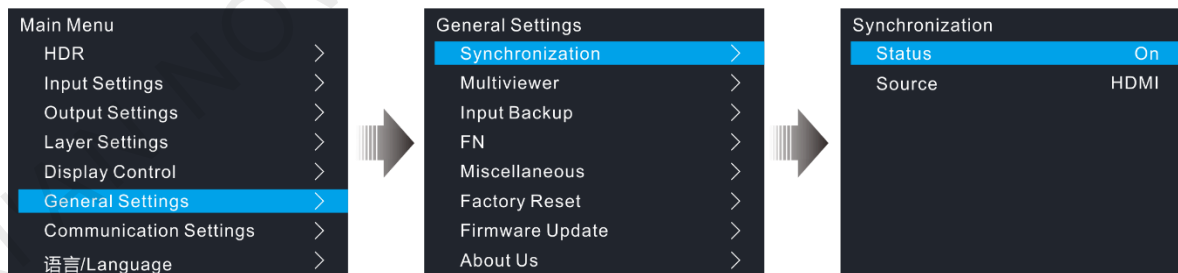 Main Menu
HDR
Input Settings
Output Settings
Layer Settings
Display Control
General Settings
Communication Settings
语言/Language
General Settings
Synchronization
Multiviewer
Input Backup
FN
Miscellaneous
Factory Reset
Firmware Update
About Us
Synchronization
Status On
Source HDMI